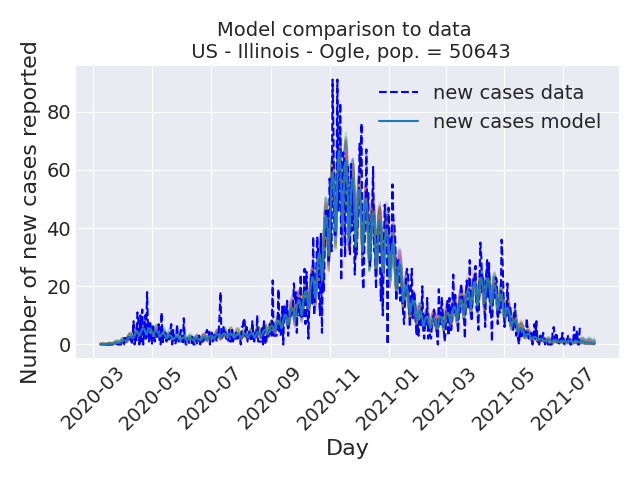 Model comparison to data
US - Illinois - Ogle, pop. = 50643
Number of new cases reported
80
60
40
20
0
new cases data
new cases model
2020-03
2020-05
2020-07
2020-09
2020-11
2021-01
2021-03
2021-05
2021-07
Day